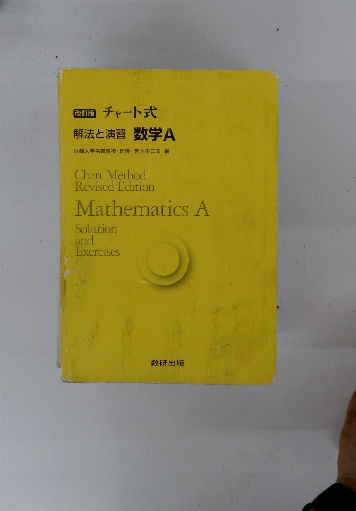 改訂版 チャート式
解法と演習 数学A
Chart Method
Revised Edition
Mathematics A
Solution
and
Exercises
数研出版